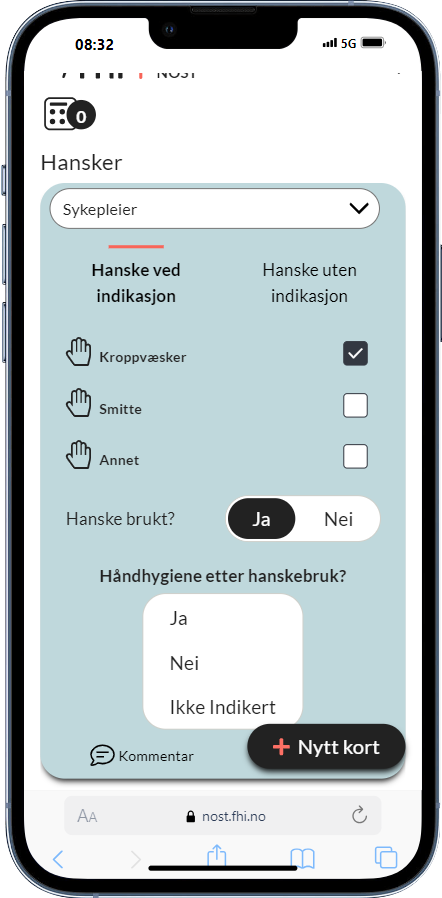 08:32
5G
NOST
0
Hansker
Sykepleier
Hanske ved
indikasjon
Hanske uten
indikasjon
Kroppvæsker
Smitte
Annet
Hanske brukt?
Ja
Nei
Håndhygiene etter hanskebruk?
Ja
Nei
Ikke Indikert
Kommentar
+ Nytt kort
AA
nost.fhi.no